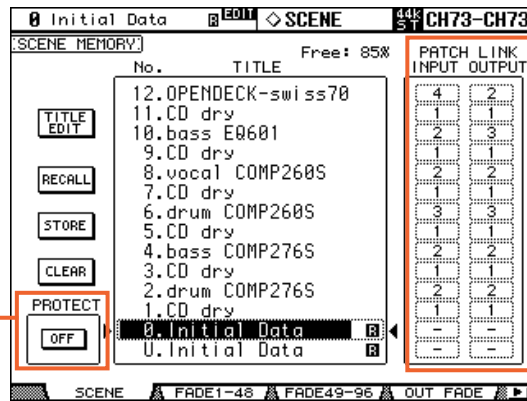 0 Initial Data R EDIT ◇ SCENE 44k ST CH73-CH73
SCENE MEMORY
Free: 85% PATCH LINK
No. TITLE INPUT OUTPUT
12.OPENDECK-swiss70 4 2
TITLE EDIT
11.CD dry 1 1
10.bass EQ601 2 3
9.CD dry 1 1
RECALL
8.vocal COMP260S 2 2
7.CD dry 1 1
6.drum COMP260S 3 3
STORE
5.CD dry 1 1
4.bass COMP276S 2 2
CLEAR
3.CD dry 1 1
2.drum COMP276S 2 2
PROTECT
1.CD dry 1 1
OFF
0.Initial Data R - -
U.Initial Data R - -
SCENE FADE1-48 FADE49-96 OUT FADE